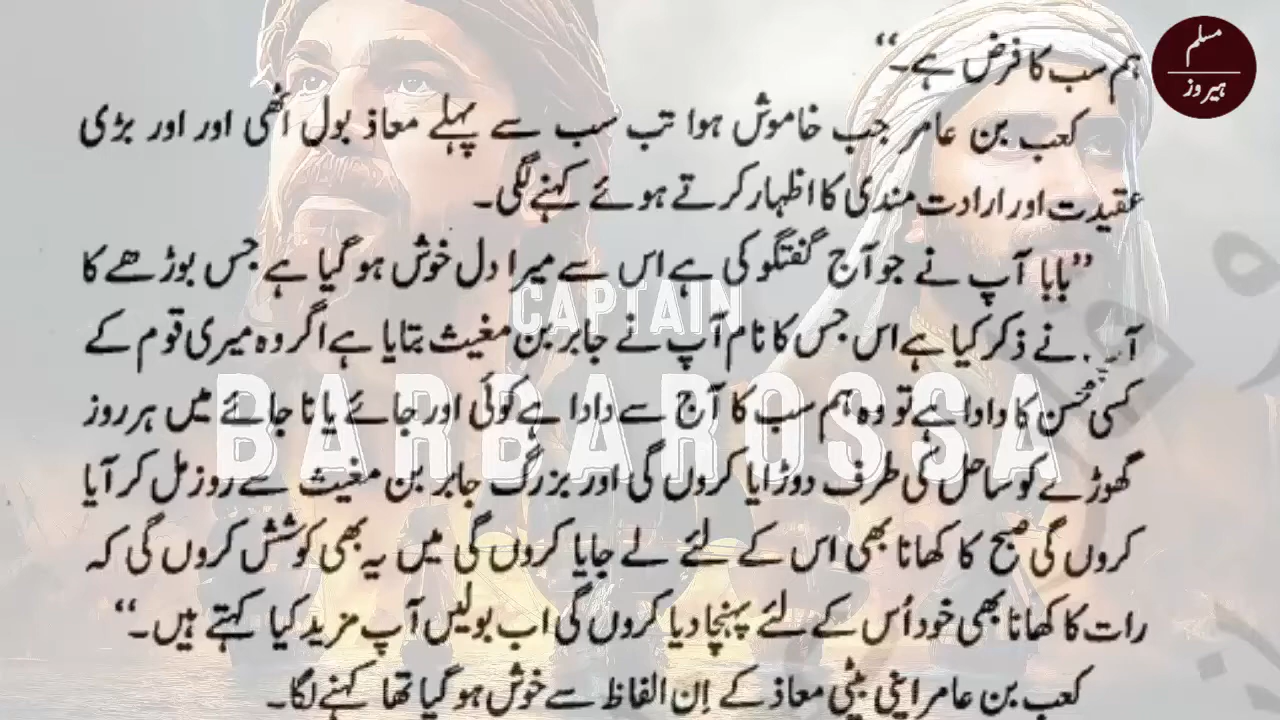 مسلم
ہیروز
ہم سب کا فرض ہے۔“
کعب بن عامر جب خاموش ہوا تب سب سے پہلے معاذ بول اٹھی اور اور بڑی
عقیدت اور ارادت مندی کا اظہار کرتے ہوئے کہنے لگی۔
”بابا آپ نے جو آج گفتگو کی ہے اس سے میرا دل خوش ہو گیا ہے جس بوڑھے کا
آپ نے ذکر کیا ہے اس جس کا نام آپ نے جابر بن مغیث بتایا ہے اگر وہ میری قوم کے
کسی محسن کا دادا ہے تو وہ ہم سب کا آج سے دادا ہے کوئی اور جائے یا نا جائے میں ہر روز
گھوڑے کو ساحل کی طرف دوڑایا کروں گی اور بزرگ جابر بن مغیث سے روز مل کر آیا
کروں گی صبح کا کھانا بھی اس کے لئے لے جایا کروں گی میں یہ بھی کوشش کروں گی کہ
رات کا کھانا بھی خود اُس کے لئے پہنچا دیا کروں گی اب بولیں آپ مزید کیا کہتے ہیں۔“
کعب بن عامر اپنی بیٹی معاذ کے اِن الفاظ سے خوش ہو گیا تھا کہنے لگا۔
CAPTAIN
BARBAROSSA